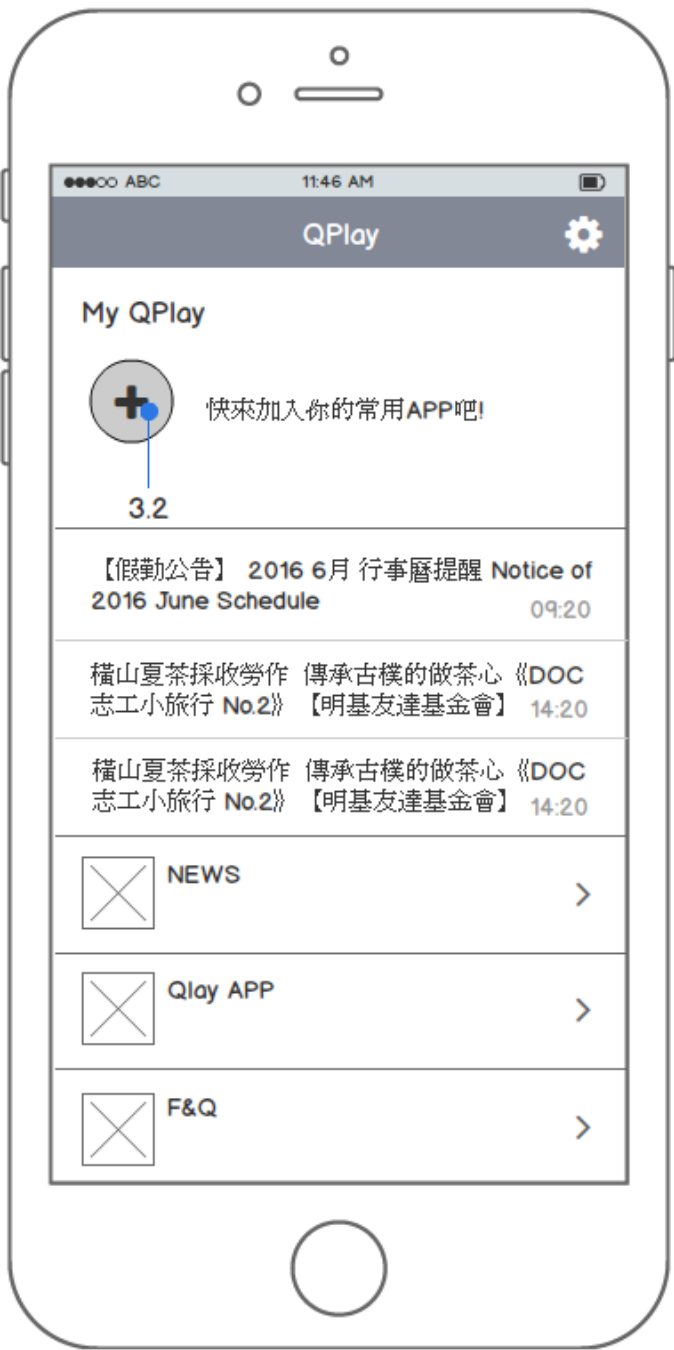 ABC 11:46 AM
QPlay
My QPlay
快來加入你的常用APP吧!
3.2
【假勤公告】 2016 6月 行事曆提醒 Notice of
2016 June Schedule 09:20
橫山夏茶採收勞作 傳承古樸的做茶心《DOC
志工小旅行 No.2》【明基友達基金會】 14:20
橫山夏茶採收勞作 傳承古樸的做茶心《DOC
志工小旅行 No.2》【明基友達基金會】 14:20
NEWS
Qlay APP
F&Q